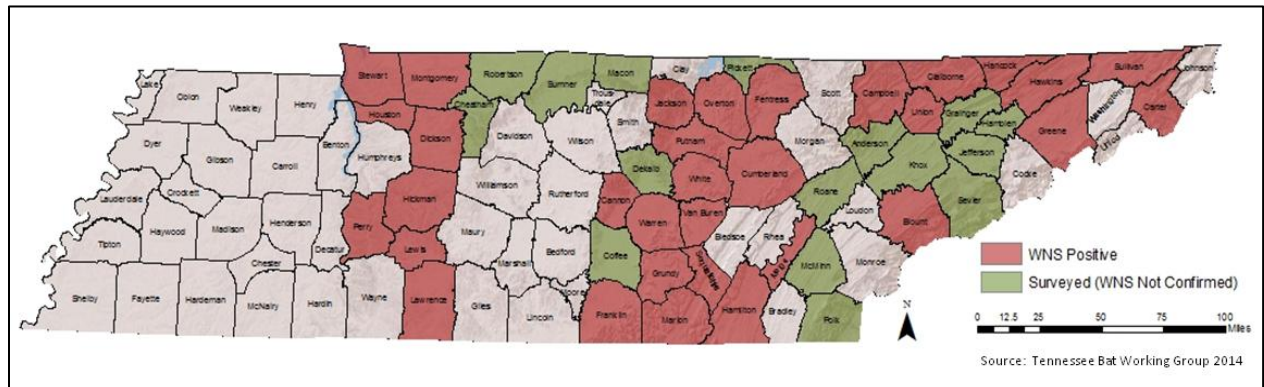 Lake
Obion
Weakley
Henry
Stewart
Montgomery
Robertson
Sumner
Macon
Clay
Pickett
Scott
Campbell
Claiborne
Hancock
Hawkins
Sullivan
Johnson
Dyer
Gibson
Carroll
Benton
Houston
Humphreys
Dickson
Cheatham
Davidson
Wilson
Trous-
dale
Smith
Jackson
Overton
Fentress
Putnam
Morgan
Anderson
Union
Grainger
Hamblen
Greene
Washington
Carter
Unicoi
Lauderdale
Crockett
Haywood
Madison
Henderson
Decatur
Perry
Hickman
Williamson
Rutherford
Cannon
Dekalb
White
Cumberland
Roane
Knox
Jefferson
Cocke
Sevier
Tipton
Chester
Lewis
Maury
Marshall
Bedford
Coffee
Warren
Van Buren
Bledsoe
Rhea
Loudon
Blount
Monroe
McMinn
Shelby
Fayette
Hardeman
McNairy
Hardin
Wayne
Lawrence
Giles
Lincoln
Moore
Franklin
Grundy
Marion
Hamilton
Bradley
Polk
WNS Positive
Surveyed (WNS Not Confirmed)
N
0 12.5 25 50 75 100
Miles
Source: Tennessee Bat Working Group 2014